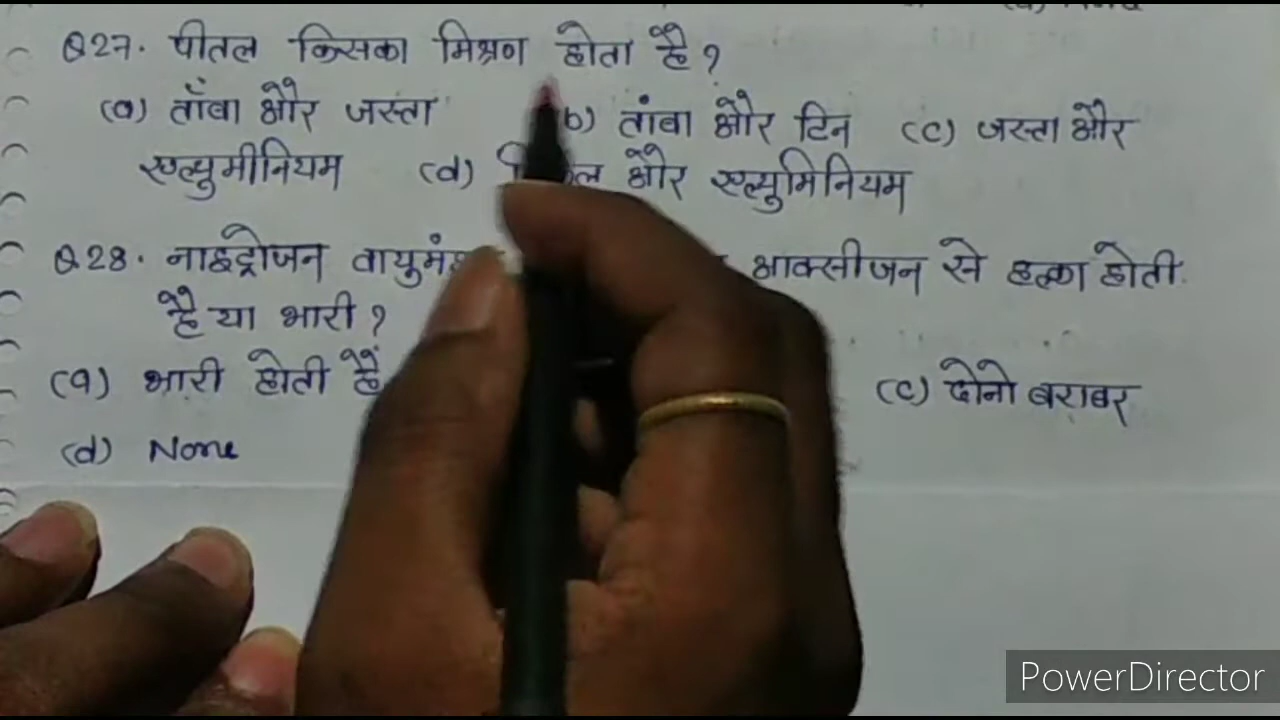 Q27. पीतल किसका मिश्रण होता है?
(a) ताँबा और जस्ता (b) तांबा और टिन (c) जस्ता और
एल्युमीनियम (d) और एल्युमिनियम
Q28. नाइट्रोजन आक्सीजन से हल्का होती
है या भारी?
(a) भारी होती है (c) दोनो बराबर
(d) None
PowerDirector